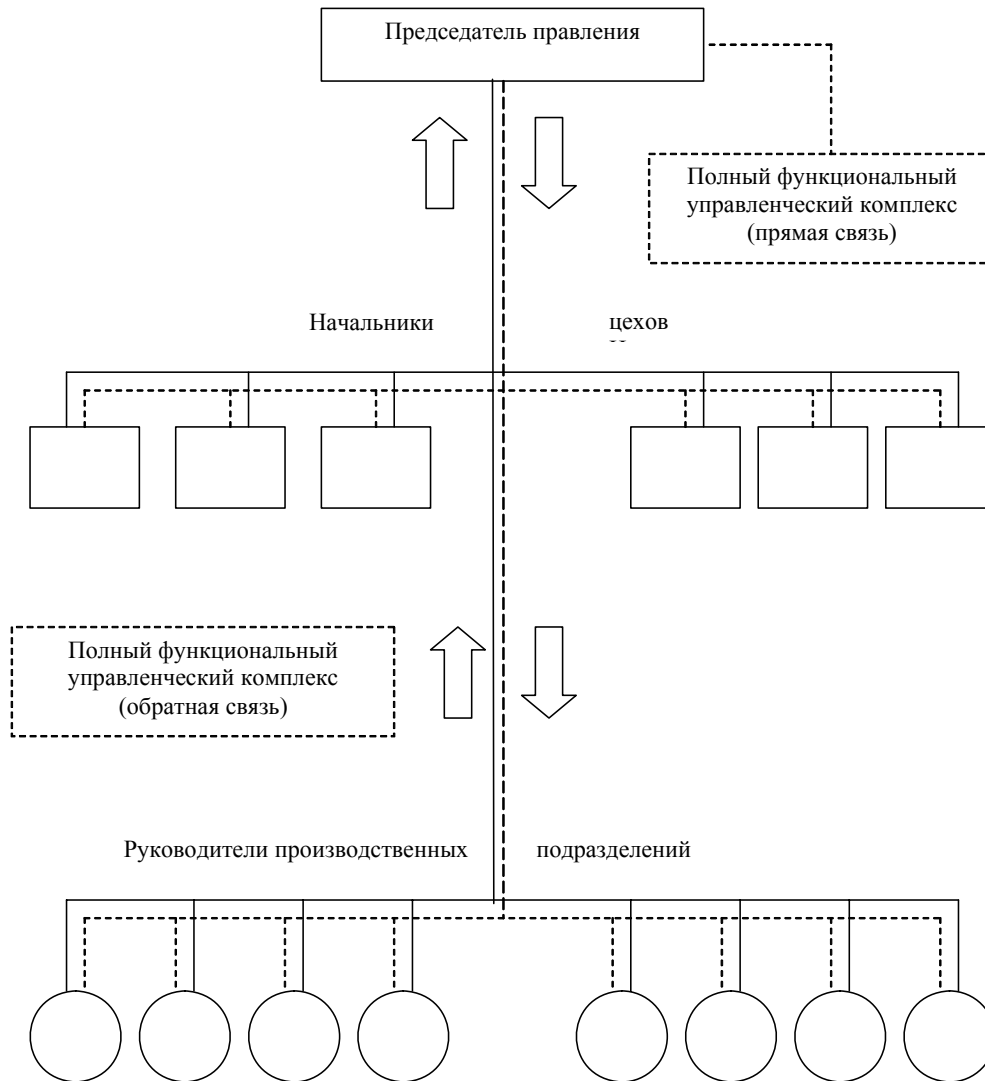 Председатель правления
Полный функциональный
управленческий комплекс
(прямая связь)
Начальники цехов
Полный функциональный
управленческий комплекс
(обратная связь)
Руководители производственных подразделений